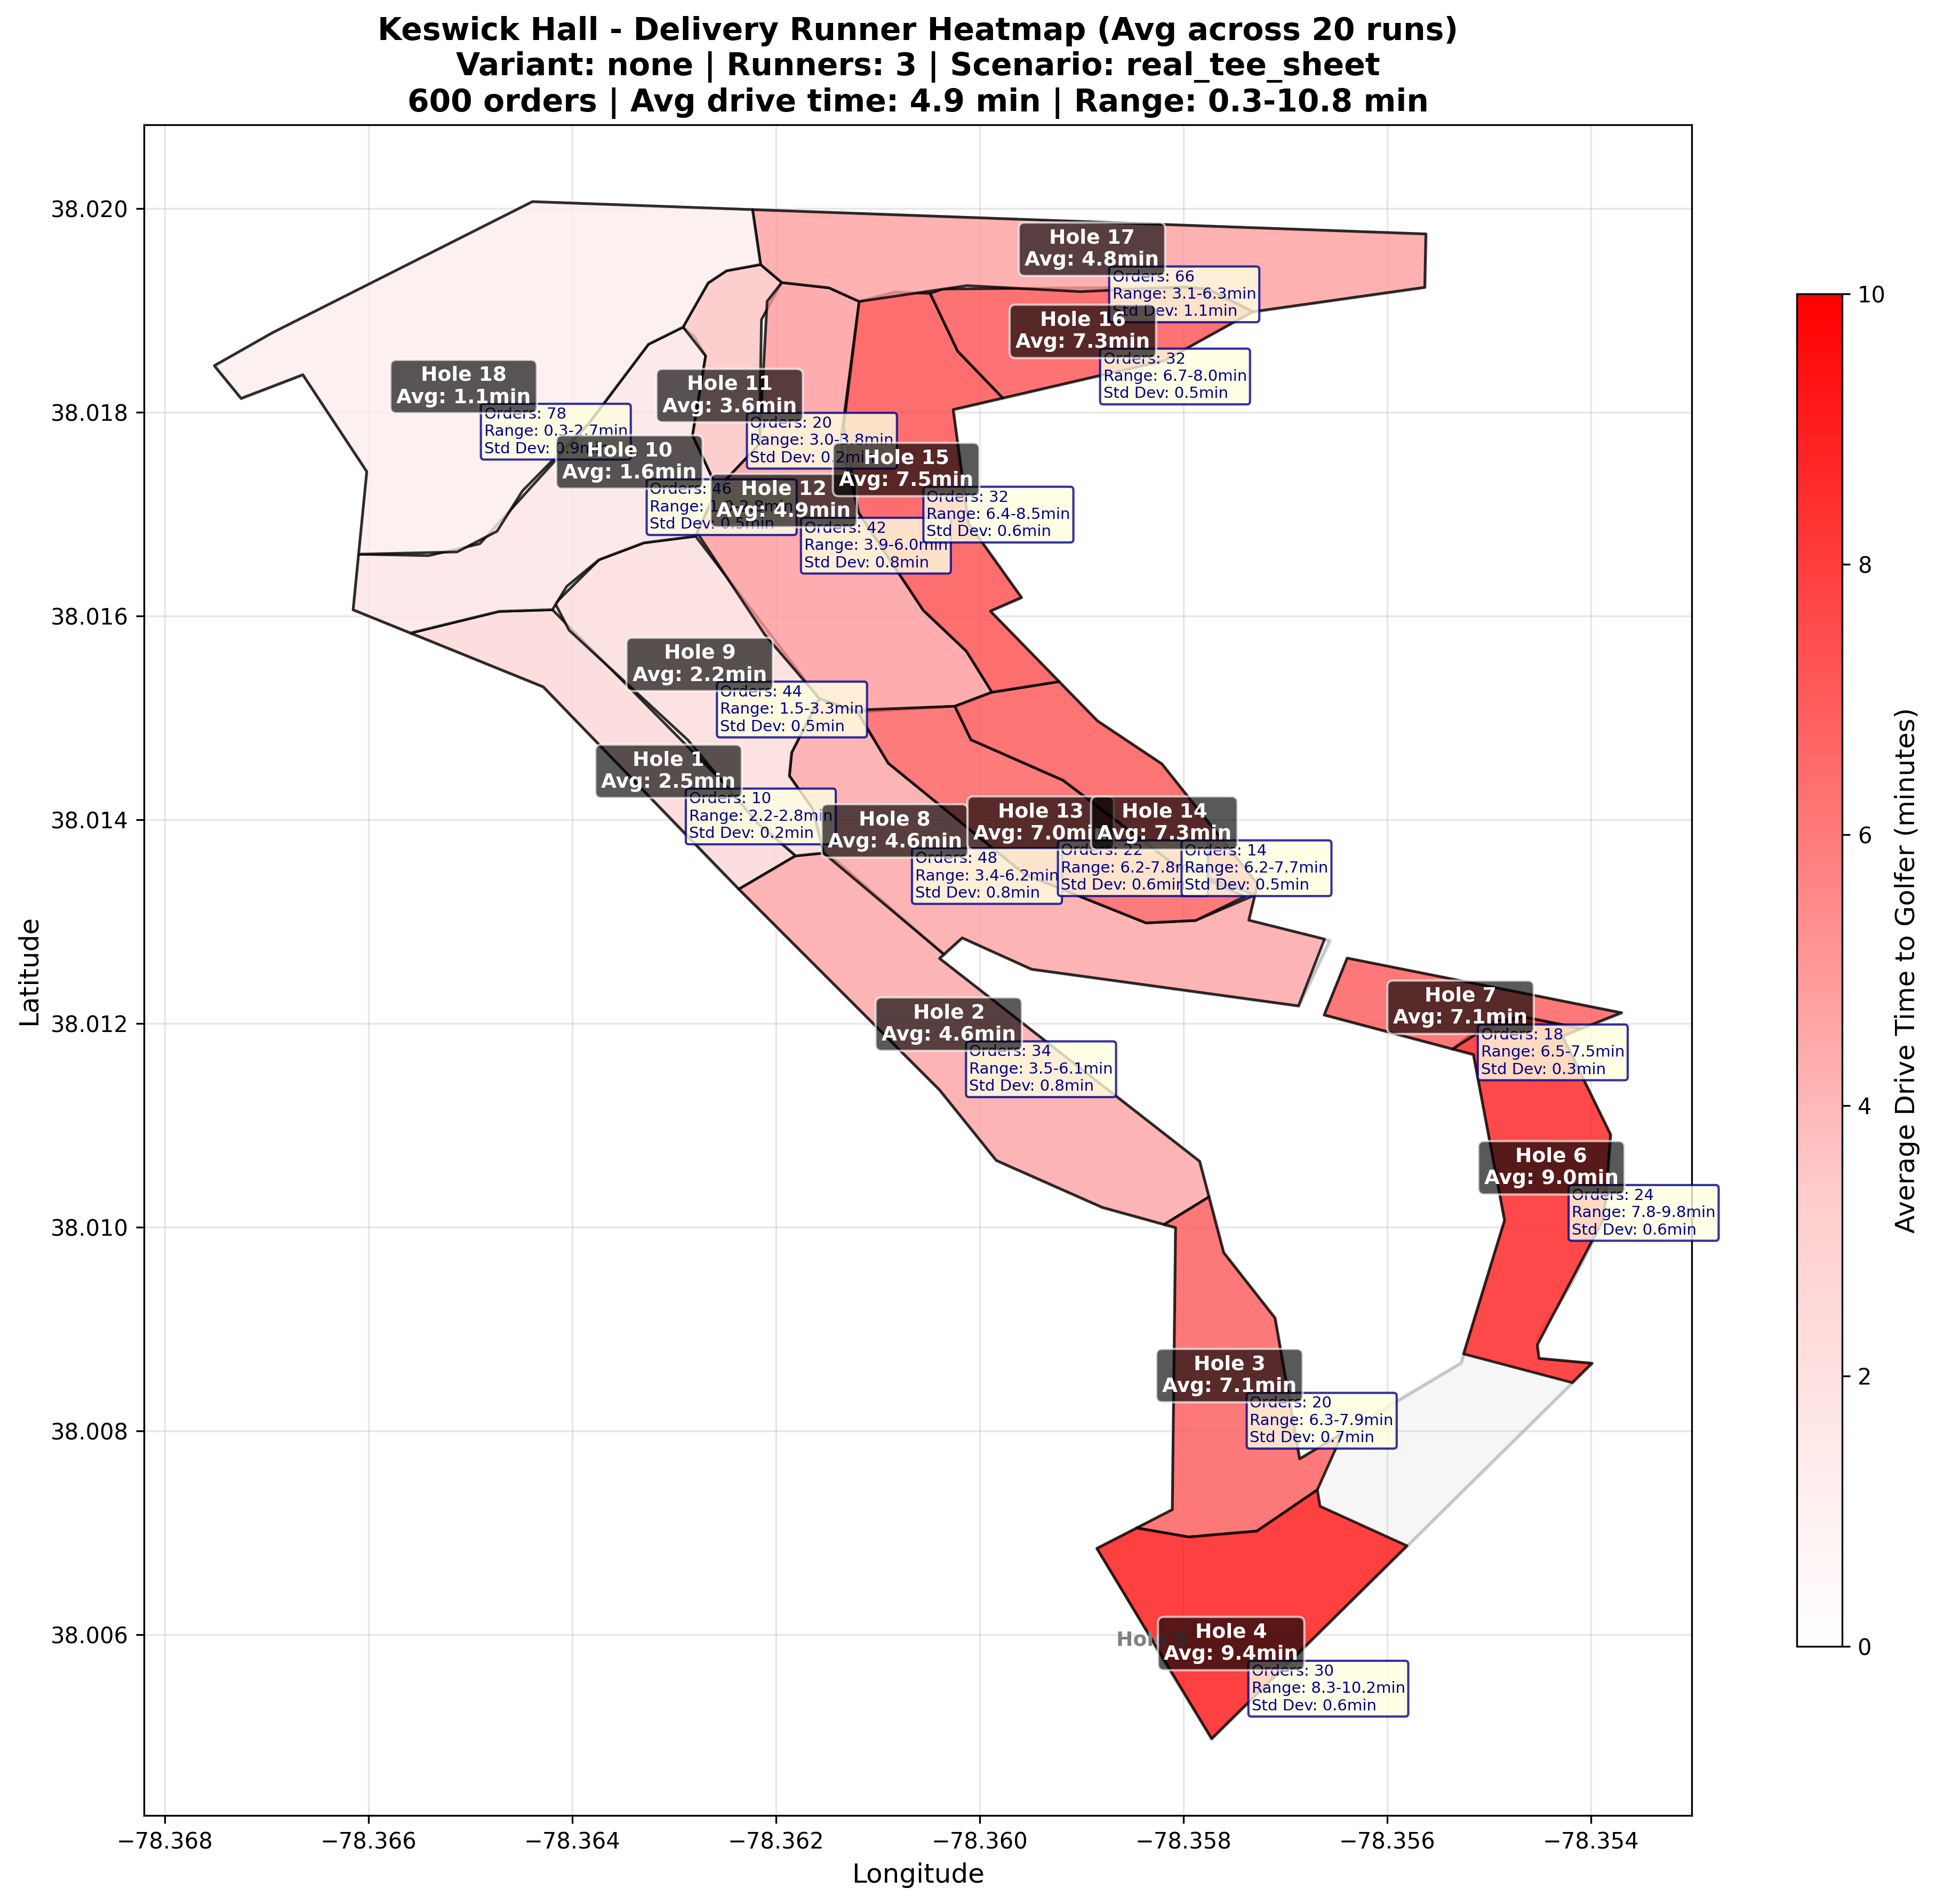 Keswick Hall - Delivery Runner Heatmap (Avg across 20 runs)
Variant: none | Runners: 3 | Scenario: real_tee_sheet
600 orders | Avg drive time: 4.9 min | Range: 0.3-10.8 min
Hole 17
Avg: 4.8min
Orders: 66
Range: 3.1-6.3min
Std Dev: 1.1min
Hole 16
Avg: 7.3min
Orders: 32
Range: 6.7-8.0min
Std Dev: 0.5min
Hole 18
Avg: 1.1min
Orders: 78
Range: 0.3-2.7min
Std Dev: 0.9min
Hole 11
Avg: 3.6min
Orders: 20
Range: 3.0-3.8min
Std Dev: 0.2min
Hole 10
Avg: 1.6min
Orders: 46
Range:
Std Dev: 0.5min
Hole 15
Avg: 7.5min
Orders: 32
Range: 6.4-8.5min
Std Dev: 0.6min
Hole 12
Avg: 4.9min
Orders: 42
Range: 3.9-6.0min
Std Dev: 0.8min
Hole 9
Avg: 2.2min
Orders: 44
Range: 1.5-3.3min
Std Dev: 0.5min
Hole 1
Avg: 2.5min
Orders: 10
Range: 2.2-2.8min
Std Dev: 0.2min
Hole 8
Avg: 4.6min
Orders: 48
Range: 3.4-6.2min
Std Dev: 0.8min
Hole 13
Avg: 7.0min
Orders: 22
Range: 6.2-7.8
Std Dev: 0.6min
Hole 14
Avg: 7.3min
Orders: 14
Range: 6.2-7.7min
Std Dev: 0.5min
Hole 7
Avg: 7.1min
Orders: 18
Range: 6.5-7.5min
Std Dev: 0.3min
Hole 2
Avg: 4.6min
Orders: 34
Range: 3.5-6.1min
Std Dev: 0.8min
Hole 6
Avg: 9.0min
Orders: 24
Range: 7.8-9.8min
Std Dev: 0.6min
Hole 3
Avg: 7.1min
Orders: 20
Range: 6.3-7.9min
Std Dev: 0.7min
Hole 5
Hole 4
Avg: 9.4min
Orders: 30
Range: 8.3-10.2min
Std Dev: 0.6min
38.020
38.018
38.016
38.014
38.012
38.010
38.008
38.006
Latitude
−78.368
−78.366
−78.364
−78.362
−78.360
−78.358
−78.356
−78.354
Longitude
10
8
6
4
2
0
Average Drive Time to Golfer (minutes)